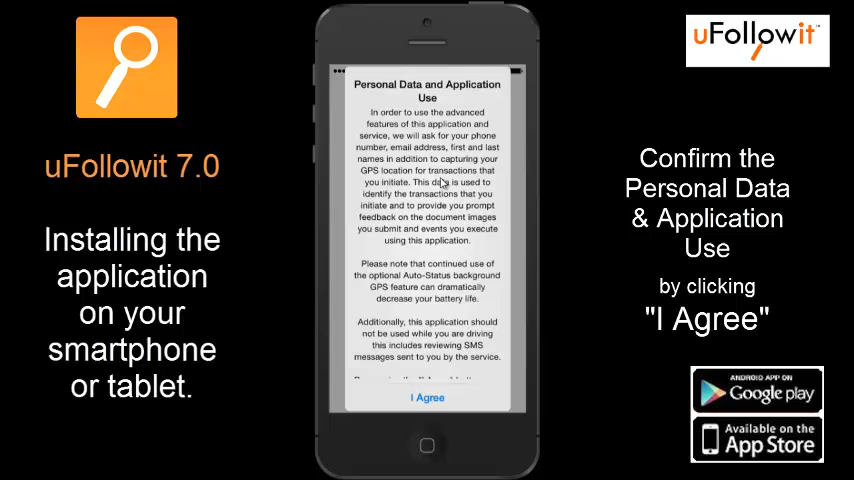 uFollowit 7.0
Installing the
application
on your
smartphone
or tablet.
Personal Data and Application
Use
In order to use the advanced
features of this application and
service, we will ask for your phone
number, email address, first and last
names in addition to capturing your
GPS location for transactions that
you initiate. This data is used to
identify the transactions that you
initiate and to provide you prompt
feedback on the document images
you submit and events you execute
using this application.
Please note that continued use of
the optional Auto-Status background
GPS feature can dramatically
decrease your battery life.
Additionally, this application should
not be used while you are driving
this includes reviewing SMS
messages sent to you by the service.
I Agree
uFollowit™
Confirm the
Personal Data
& Application
Use
by clicking
"I Agree"
ANDROID APP ON
Google play
Available on the
App Store